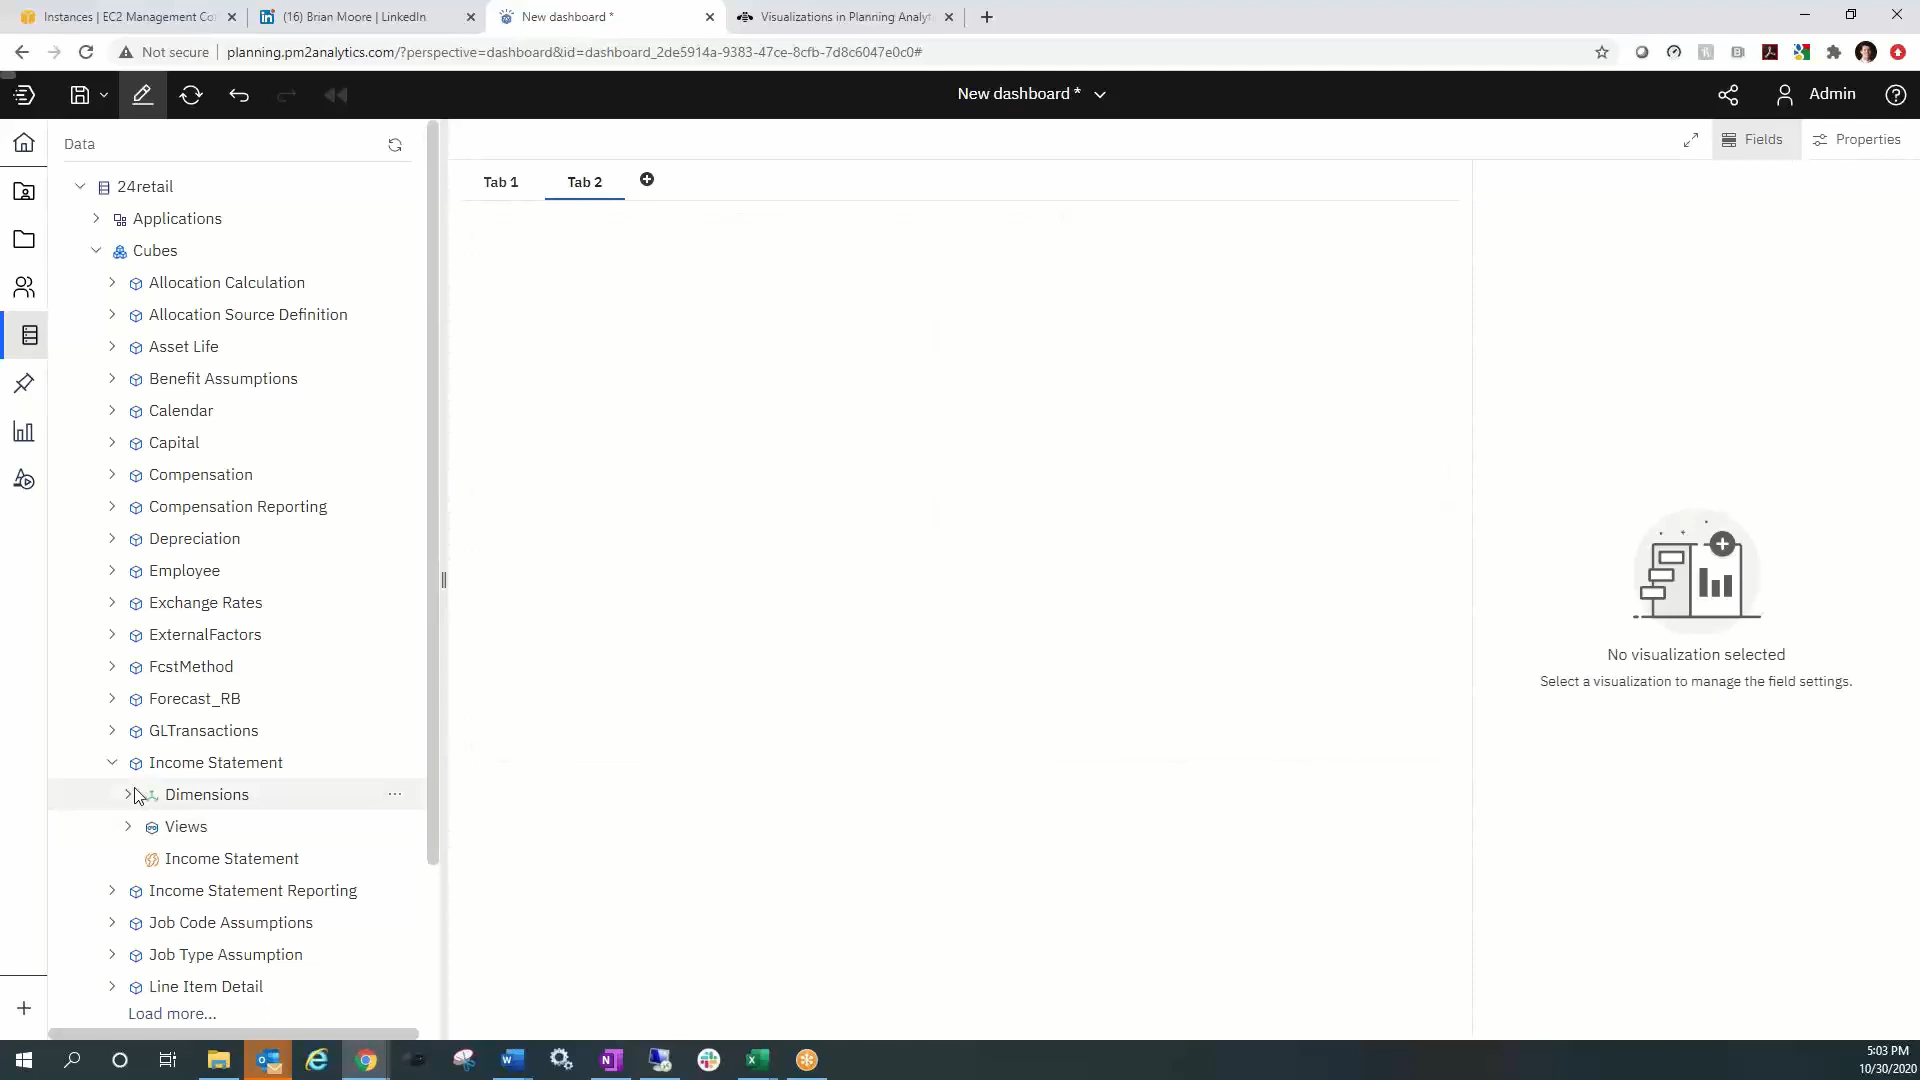 Instances | EC2 Management Co
(16) Brian Moore | LinkedIn
New dashboard *
Visualizations in Planning Analyt
Not secure
planning.pm2analytics.com/?perspective=dashboard&id=dashboard_2de5914a-9383-47ce-8cfb-7d8c6047e0c0#
New dashboard *
Admin
Data
Fields
Properties
Tab 1
Tab 2
24retail
Applications
Cubes
Allocation Calculation
Allocation Source Definition
Asset Life
Benefit Assumptions
Calendar
Capital
Compensation
Compensation Reporting
Depreciation
Employee
Exchange Rates
ExternalFactors
FcstMethod
Forecast_RB
GLTransactions
Income Statement
Dimensions
Views
Income Statement
Income Statement Reporting
Job Code Assumptions
Job Type Assumption
Line Item Detail
Load more...
No visualization selected
Select a visualization to manage the field settings.
5:03 PM
10/30/2020